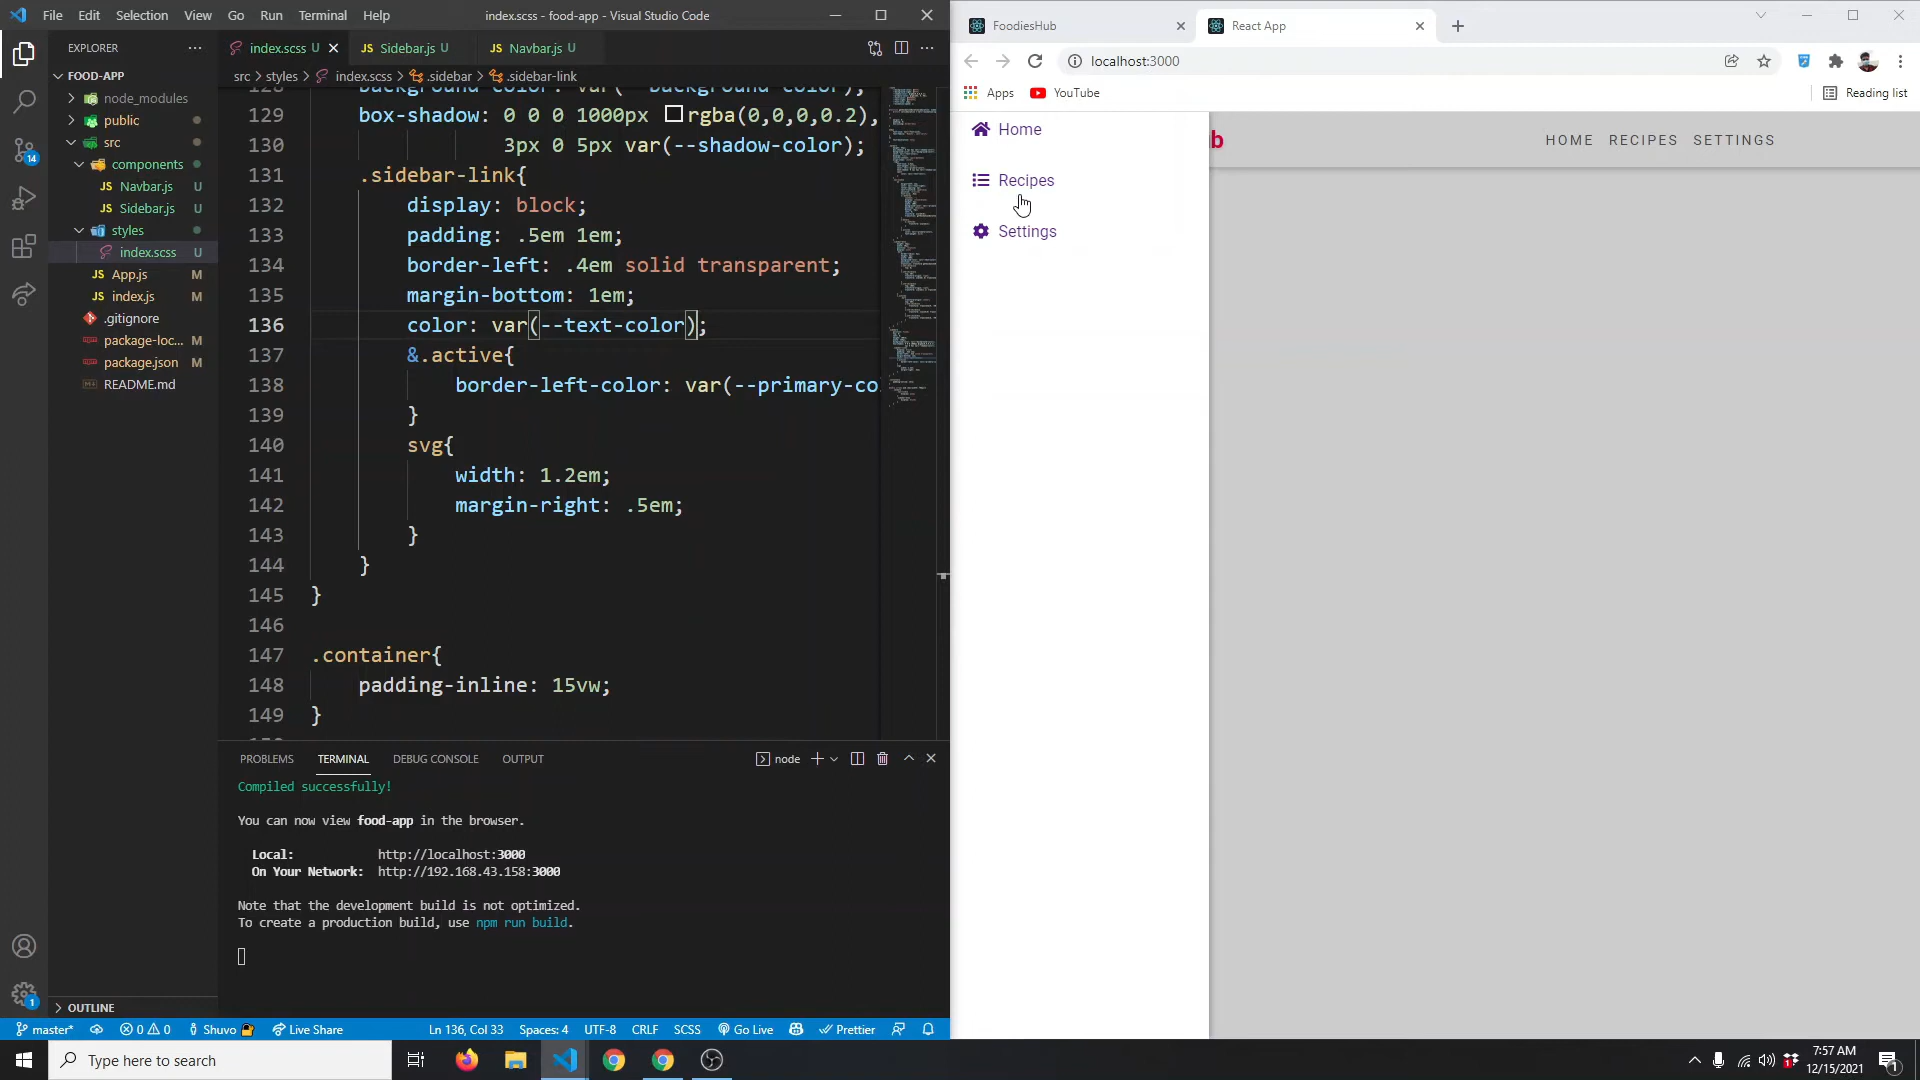 File Edit Selection View Go Run Terminal Help
index.scss - food-app - Visual Studio Code
EXPLORER
FOOD-APP
node_modules
public
src
components
JS Navbar.js U
JS Sidebar.js U
styles
index.scss U
JS App.js M
JS index.js M
.gitignore
package-loc... M
package.json M
README.md
OUTLINE
14
1
index.scss U
JS Sidebar.js U
JS Navbar.js U
src > styles > index.scss > .sidebar > .sidebar-link
129 box-shadow: 0 0 0 1000px rgba(0,0,0,0.2),
130 3px 0 5px var(--shadow-color);
131 .sidebar-link{
132 display: block;
133 padding: .5em 1em;
134 border-left: .4em solid transparent;
135 margin-bottom: 1em;
136 color: var(--text-color);
137 &.active{
138 border-left-color: var(--primary-co
139 }
140 svg{
141 width: 1.2em;
142 margin-right: .5em;
143 }
144 }
145 }
146
147 .container{
148 padding-inline: 15vw;
149 }
PROBLEMS TERMINAL DEBUG CONSOLE OUTPUT
node
Compiled successfully!
You can now view food-app in the browser.
Local: http://localhost:3000
On Your Network: http://192.168.43.158:3000
Note that the development build is not optimized.
To create a production build, use npm run build.
master* 0 0 Shuvo Live Share Ln 136, Col 33 Spaces: 4 UTF-8 CRLF SCSS Go Live Prettier
FoodiesHub
React App
localhost:3000
Apps YouTube Reading list
Home
Recipes
Settings
b
HOME RECIPES SETTINGS
Type here to search
7:57 AM
12/15/2021
1